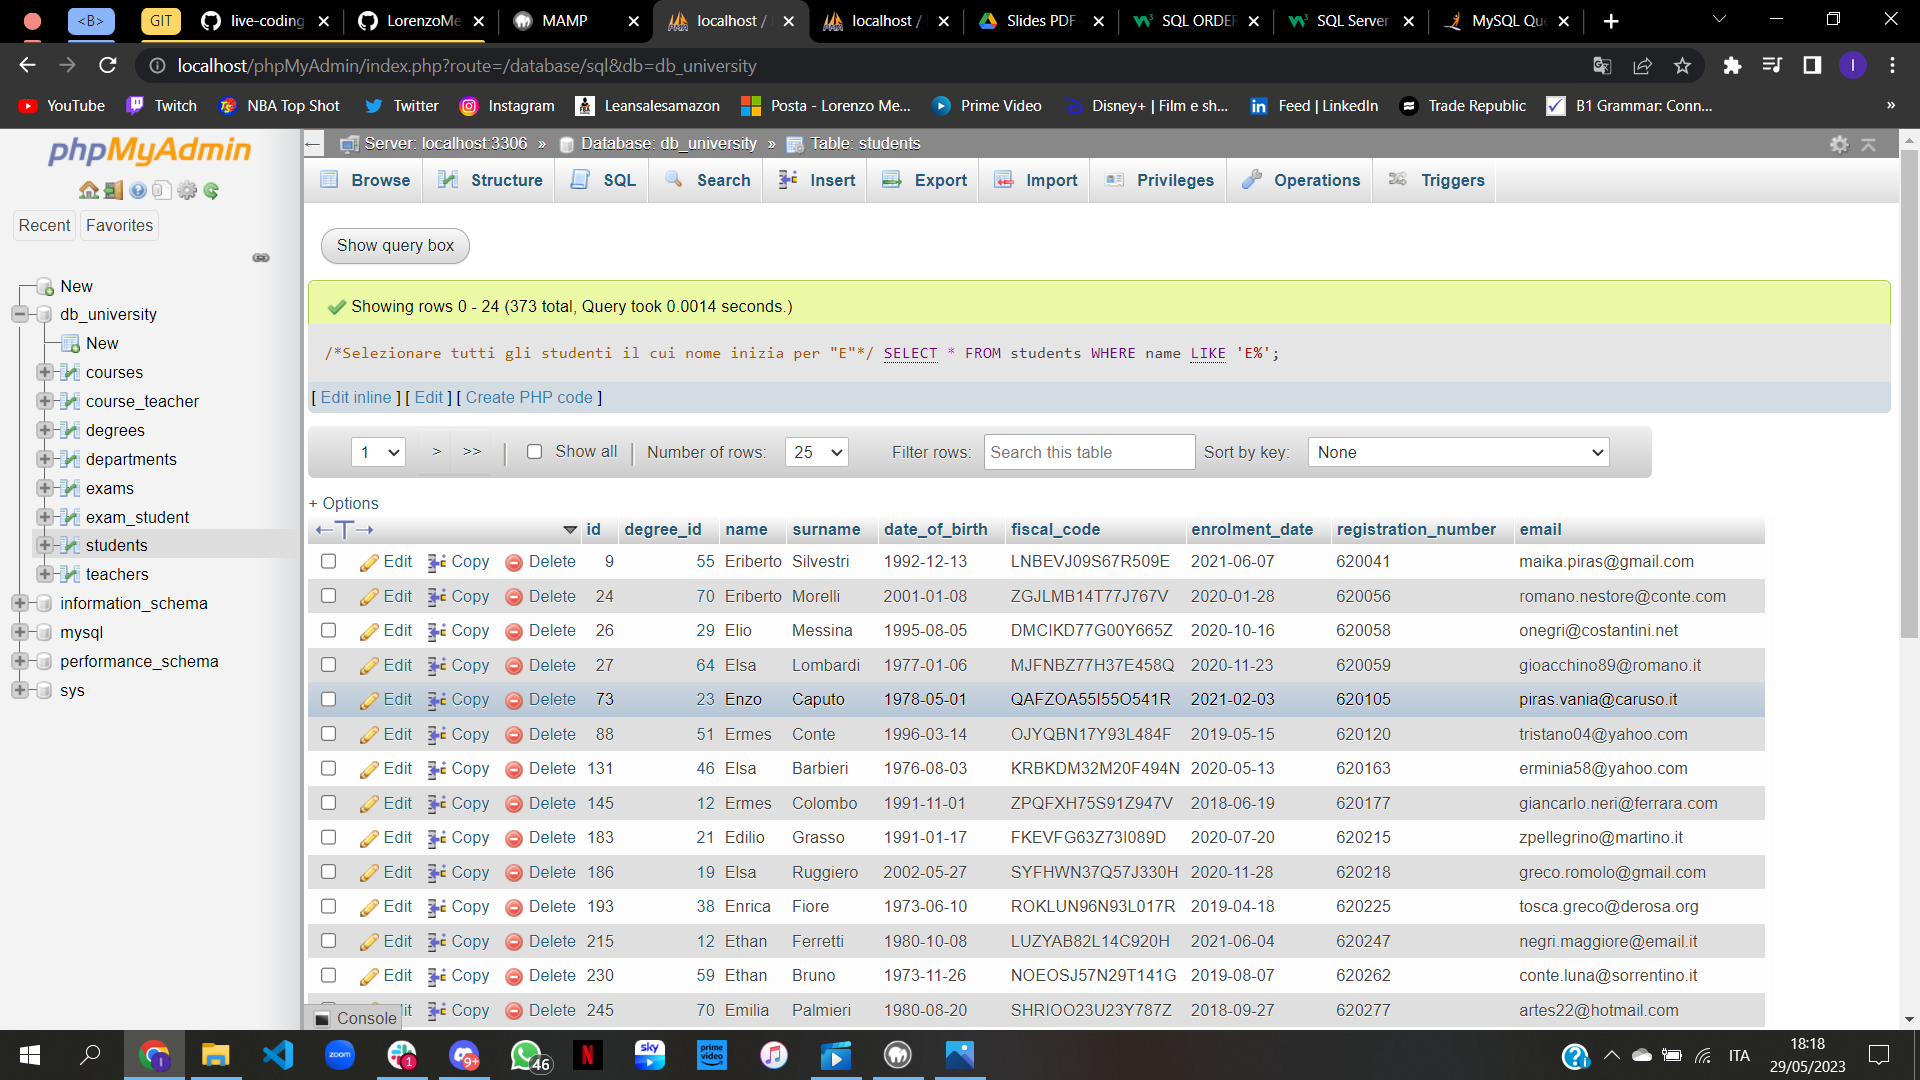 <B>
GIT
live-coding
LorenzoMe
MAMP
localhost /
localhost /
Slides PDF
SQL ORDER
SQL Server
MySQL Que
localhost/phpMyAdmin/index.php?route=/database/sql&db=db_university
I
YouTube
Twitch
NBA Top Shot
Twitter
Instagram
Leansalesamazon
Posta - Lorenzo Me...
Prime Video
Disney+ | Film e sh...
Feed | LinkedIn
Trade Republic
B1 Grammar: Conn...
»
phpMyAdmin
Recent
Favorites
New
db_university
New
courses
course_teacher
degrees
departments
exams
exam_student
students
teachers
information_schema
mysql
performance_schema
sys
Server: localhost:3306 » Database: db_university » Table: students
Browse Structure SQL Search Insert Export Import Privileges Operations Triggers
Show query box
Showing rows 0 - 24 (373 total, Query took 0.0014 seconds.)
/*Selezionare tutti gli studenti il cui nome inizia per "E"*/ SELECT * FROM students WHERE name LIKE 'E%';
[ Edit inline ] [ Edit ] [ Create PHP code ]
1 > >> | Show all | Number of rows: 25 Filter rows: Search this table Sort by key: None
+ Options
←T→ id degree_id name surname date_of_birth fiscal_code enrolment_date registration_number email
Edit Copy Delete 9 55 Eriberto Silvestri 1992-12-13 LNBEVJ09S67R509E 2021-06-07 620041 maika.piras@gmail.com
Edit Copy Delete 24 70 Eriberto Morelli 2001-01-08 ZGJLMB14T77J767V 2020-01-28 620056 romano.nestore@conte.com
Edit Copy Delete 26 29 Elio Messina 1995-08-05 DMCIKD77G00Y665Z 2020-10-16 620058 onegri@costantini.net
Edit Copy Delete 27 64 Elsa Lombardi 1977-01-06 MJFNBZ77H37E458Q 2020-11-23 620059 gioacchino89@romano.it
Edit Copy Delete 73 23 Enzo Caputo 1978-05-01 QAFZOA55I55O541R 2021-02-03 620105 piras.vania@caruso.it
Edit Copy Delete 88 51 Ermes Conte 1996-03-14 OJYQBN17Y93L484F 2019-05-15 620120 tristano04@yahoo.com
Edit Copy Delete 131 46 Elsa Barbieri 1976-08-03 KRBKDM32M20F494N 2020-05-13 620163 erminia58@yahoo.com
Edit Copy Delete 145 12 Ermes Colombo 1991-11-01 ZPQFXH75S91Z947V 2018-06-19 620177 giancarlo.neri@ferrara.com
Edit Copy Delete 183 21 Edilio Grasso 1991-01-17 FKEVFG63Z73I089D 2020-07-20 620215 zpellegrino@martino.it
Edit Copy Delete 186 19 Elsa Ruggiero 2002-05-27 SYFHWN37Q57J330H 2020-11-28 620218 greco.romolo@gmail.com
Edit Copy Delete 193 38 Enrica Fiore 1973-06-10 ROKLUN96N93L017R 2019-04-18 620225 tosca.greco@derosa.org
Edit Copy Delete 215 12 Ethan Ferretti 1980-10-08 LUZYAB82L14C920H 2021-06-04 620247 negri.maggiore@email.it
Edit Copy Delete 230 59 Ethan Bruno 1973-11-26 NOEOSJ57N29T141G 2019-08-07 620262 conte.luna@sorrentino.it
Copy Delete 245 70 Emilia Palmieri 1980-08-20 SHRIOO23U23Y787Z 2018-09-27 620277 artes22@hotmail.com
Console
zoom
1
9+
46
N
sky
prime video
ITA
18:18
29/05/2023